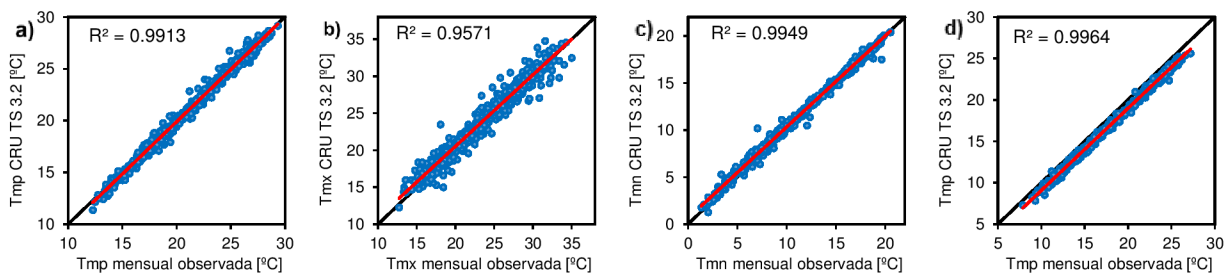 a)
R² = 0.9913
Tmp CRU TS 3.2 [ºC]
30
25
20
15
10
10 15 20 25 30
Tmp mensual observada [ºC]
b)
R² = 0.9571
Tmx CRU TS 3.2 [ºC]
35
30
25
20
15
10
10 15 20 25 30 35
Tmx mensual observada [ºC]
c)
R² = 0.9949
Tmn CRU TS 3.2 [ºC]
20
15
10
5
0
0 5 10 15 20
Tmn mensual observada [ºC]
d)
R² = 0.9964
Tmp CRU TS 3.2 [ºC]
30
25
20
15
10
5
5 10 15 20 25 30
Tmp mensual observada [ºC]